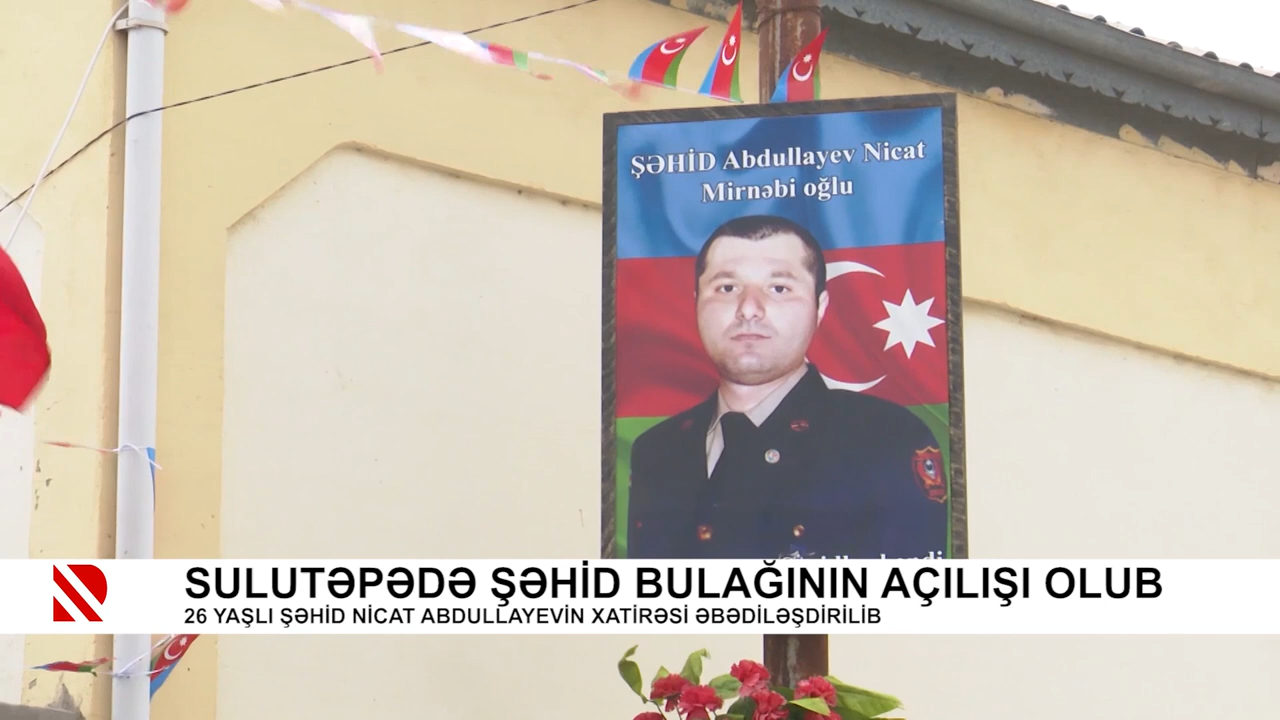 ŞƏHİD Abdullayev Nicat
Mirnəbi oğlu
SULUTƏPƏDƏ ŞƏHİD BULAĞININ AÇILIŞI OLUB
26 YAŞLI ŞƏHİD NİCAT ABDULLAYEVİN XATİRƏSİ ƏBƏDİLƏŞDİRİLİB